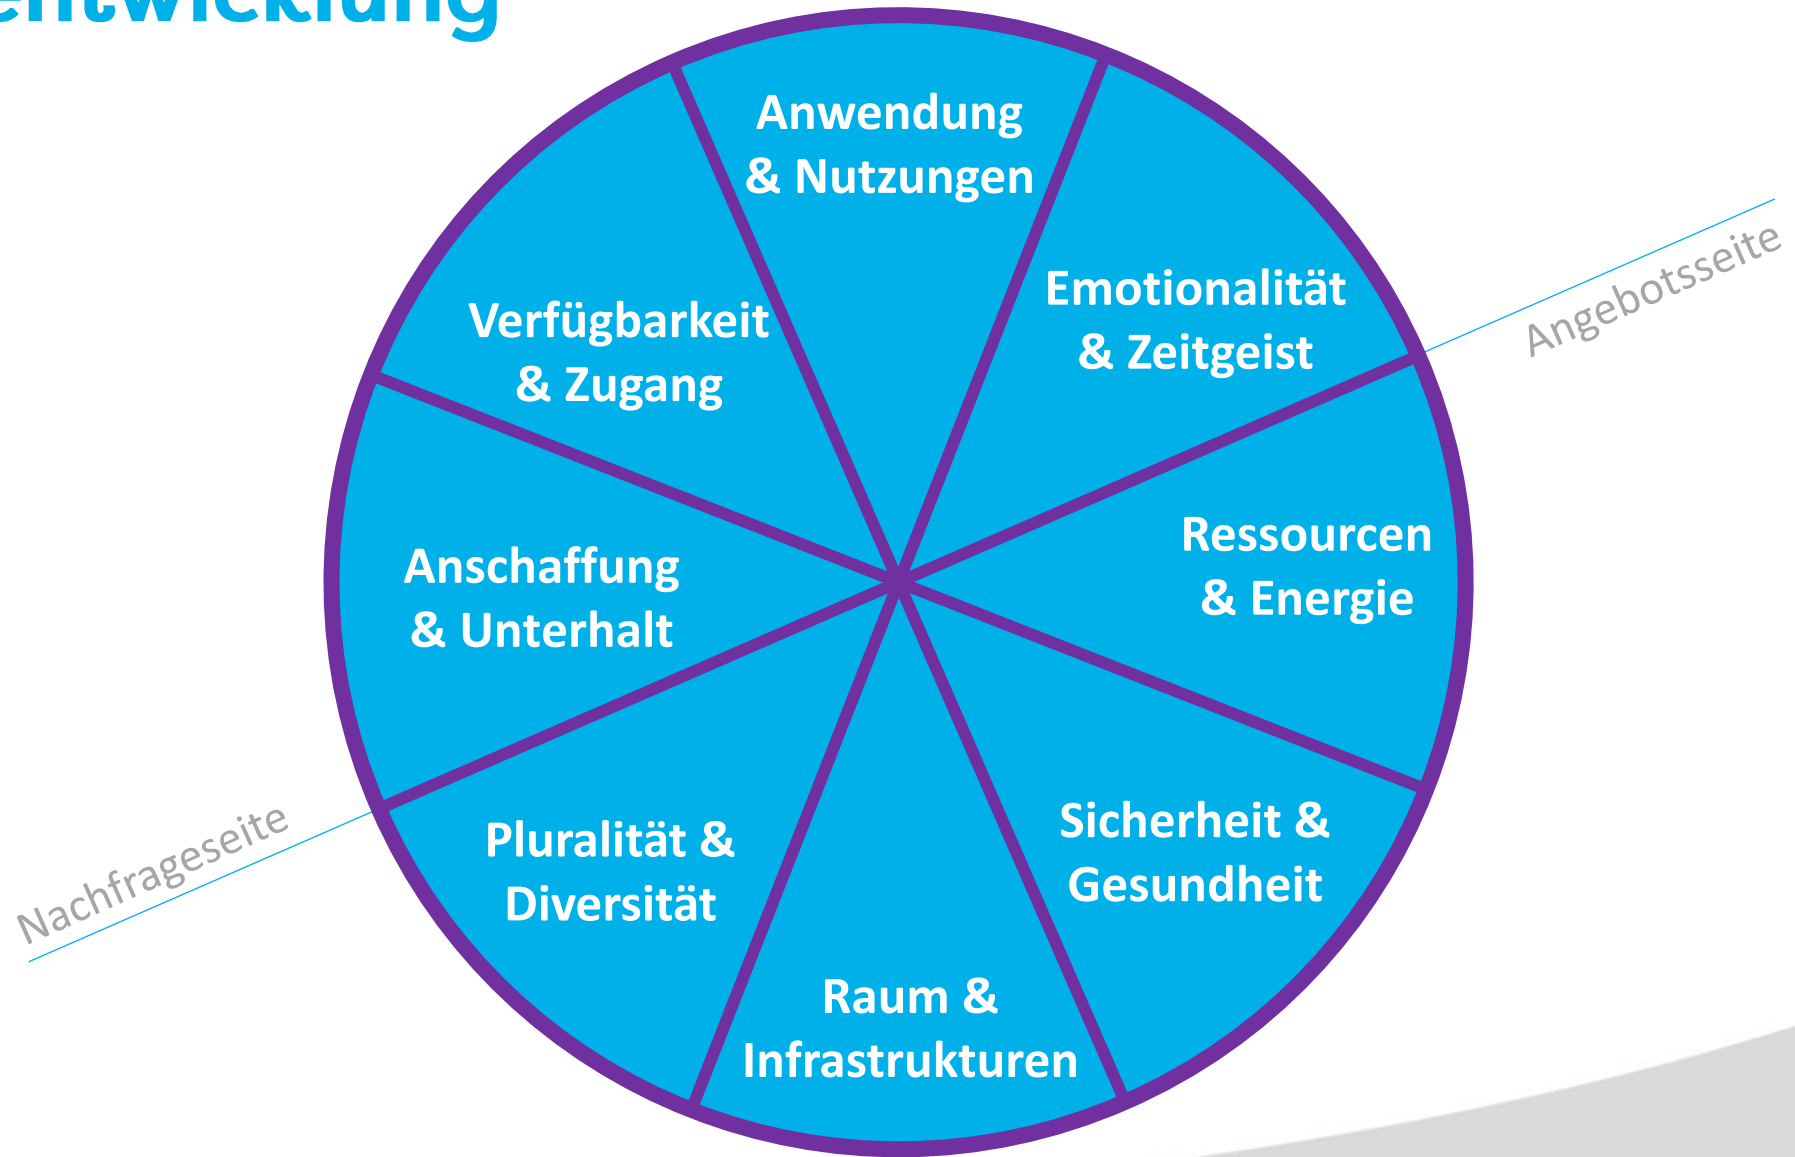 entwicklung
Anwendung
& Nutzungen
Emotionalität
& Zeitgeist
Angebotsseite
Verfügbarkeit
& Zugang
Ressourcen
& Energie
Anschaffung
& Unterhalt
Sicherheit &
Gesundheit
Pluralität &
Diversität
Nachfrageseite
Raum &
Infrastrukturen